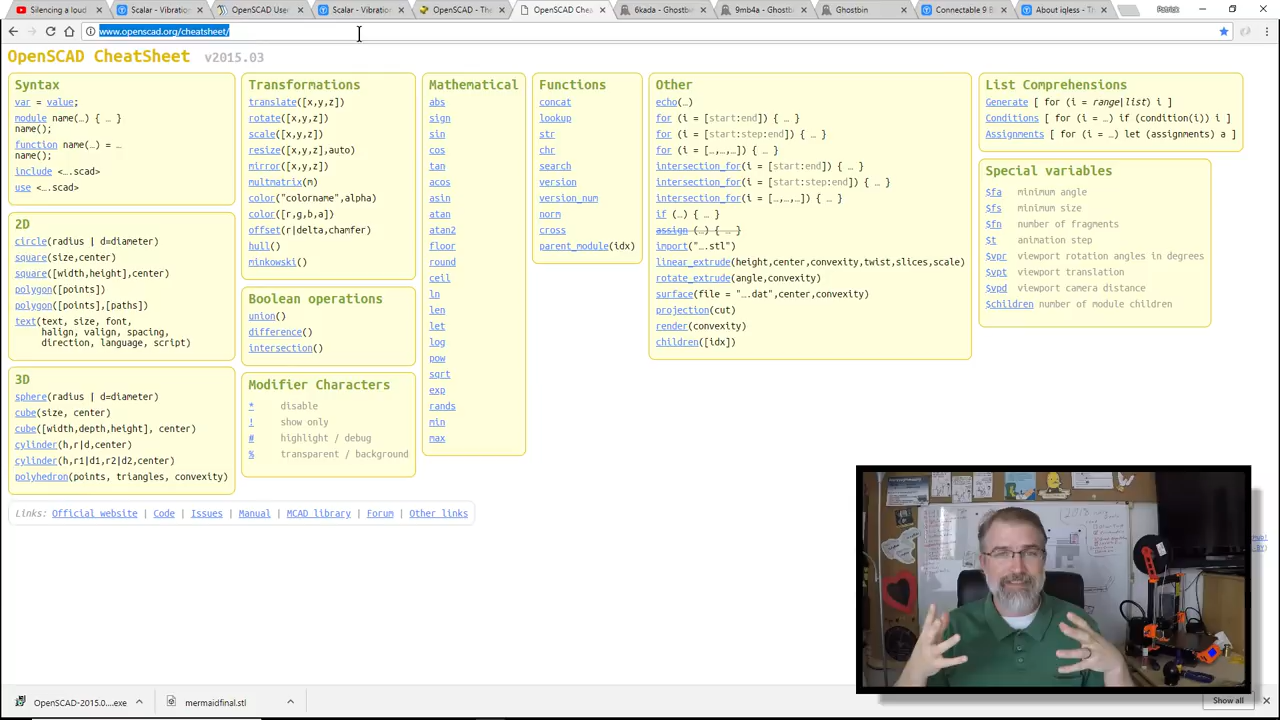 Silencing a loud
Scalar - Vibration
OpenSCAD User
Scalar - Vibration
OpenSCAD - The
OpenSCAD Chea
6kada - Ghostbin
9mb4a - Ghostbi
Ghostbin
Connectable 9 B
About iqless - Th
Patrick
www.openscad.org/cheatsheet/
OpenSCAD CheatSheet v2015.03
Syntax
var = value;
module name(…) { … }
name();
function name(…) = …
name();
include <….scad>
use <….scad>
2D
circle(radius | d=diameter)
square(size,center)
square([width,height],center)
polygon([points])
polygon([points],[paths])
text(text, size, font,
halign, valign, spacing,
direction, language, script)
3D
sphere(radius | d=diameter)
cube(size, center)
cube([width,depth,height], center)
cylinder(h,r|d,center)
cylinder(h,r1|d1,r2|d2,center)
polyhedron(points, triangles, convexity)
Transformations
translate([x,y,z])
rotate([x,y,z])
scale([x,y,z])
resize([x,y,z],auto)
mirror([x,y,z])
multmatrix(m)
color("colorname",alpha)
color([r,g,b,a])
offset(r|delta,chamfer)
hull()
minkowski()
Boolean operations
union()
difference()
intersection()
Modifier Characters
* disable
! show only
# highlight / debug
% transparent / background
Mathematical
abs
sign
sin
cos
tan
acos
asin
atan
atan2
floor
round
ceil
ln
len
let
log
pow
sqrt
exp
rands
min
max
Functions
concat
lookup
str
chr
search
version
version_num
norm
cross
parent_module(idx)
Other
echo(…)
for (i = [start:end]) { … }
for (i = [start:step:end]) { … }
for (i = […,…,…]) { … }
intersection_for(i = [start:end]) { … }
intersection_for(i = [start:step:end]) { … }
intersection_for(i = […,…,…]) { … }
if (…) { … }
assign (…) { … }
import("….stl")
linear_extrude(height,center,convexity,twist,slices,scale)
rotate_extrude(angle,convexity)
surface(file = "….dat",center,convexity)
projection(cut)
render(convexity)
children([idx])
List Comprehensions
Generate [ for (i = range|list) i ]
Conditions [ for (i = …) if (condition(i)) i ]
Assignments [ for (i = …) let (assignments) a ]
Special variables
$fa minimum angle
$fs minimum size
$fn number of fragments
$t animation step
$vpr viewport rotation angles in degrees
$vpt viewport translation
$vpd viewport camera distance
$children number of module children
Links: Official website | Code | Issues | Manual | MCAD library | Forum | Other links
OpenSCAD-2015.0....exe
mermaidfinal.stl
Show all